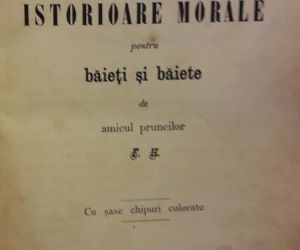 ISTORIOARE MORALE
pentru
băieți și băiete
de
amicul pruncilor
F. H.
Cu șase chipuri colorate.